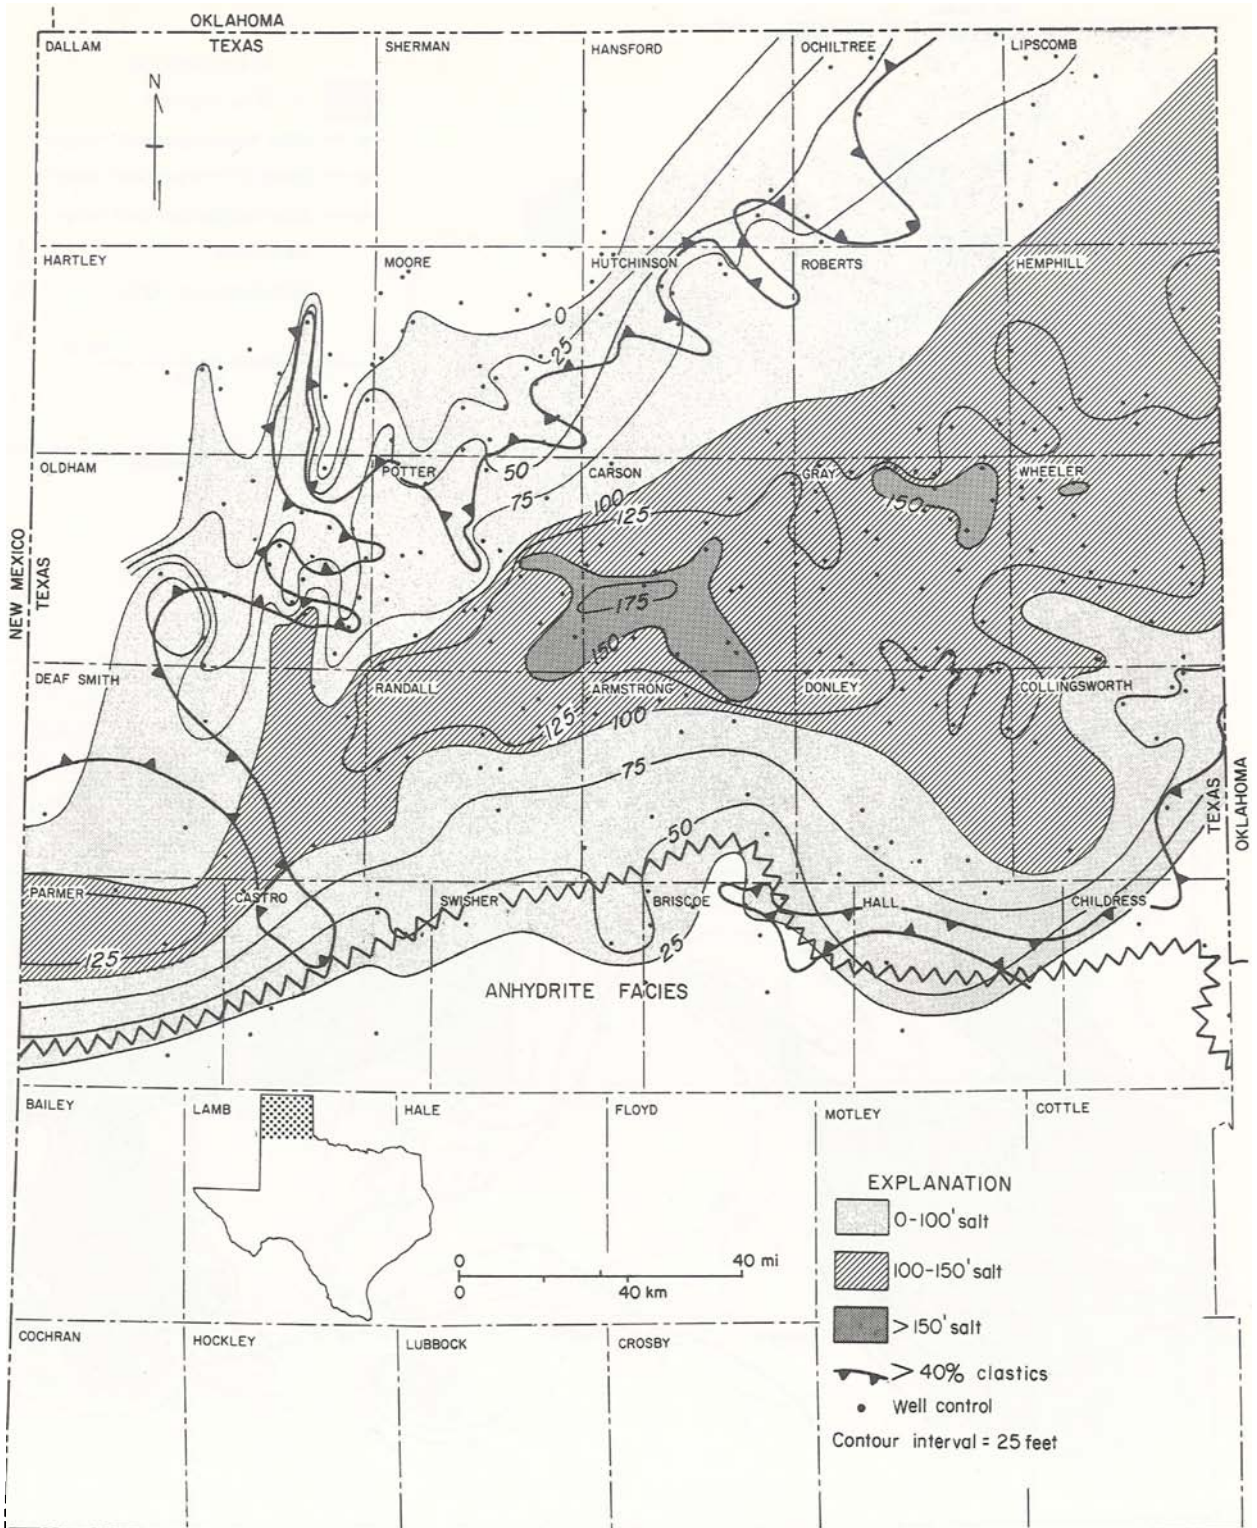 OKLAHOMA
TEXAS
DALLAM
SHERMAN
HANSFORD
OCHILTREE
LIPSCOMB
N
HARTLEY
MOORE
HUTCHINSON
ROBERTS
HEMPHILL
0
25
OLDHAM
POTTER
50
CARSON
GRAY
WHEELER
75
100
125
150
NEW MEXICO
TEXAS
175
150
DEAF SMITH
RANDALL
ARMSTRONG
DONLEY
COLLINGSWORTH
125
100
75
TEXAS
OKLAHOMA
50
PARMER
CASTRO
SWISHER
BRISCOE
HALL
CHILDRESS
125
25
ANHYDRITE FACIES
BAILEY
LAMB
HALE
FLOYD
MOTLEY
COTTLE
EXPLANATION
0-100' salt
100-150' salt
>150' salt
> 40% clastics
Well control
Contour interval = 25 feet
0 40 mi
0 40 km
COCHRAN
HOCKLEY
LUBBOCK
CROSBY